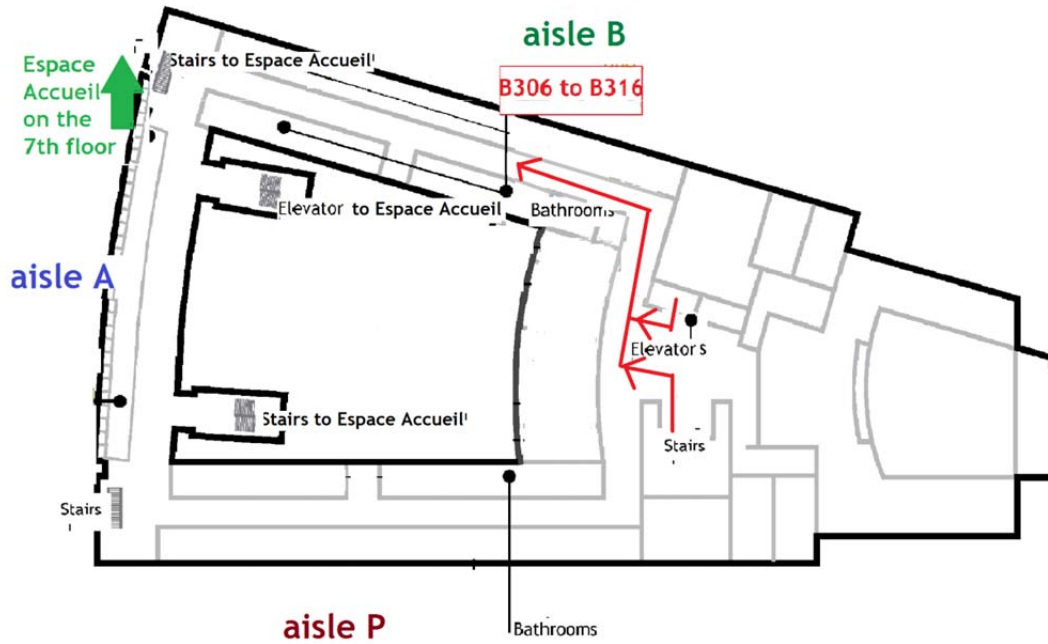 aisle B
Stairs to Espace Accueil
Espace
Accueil
on the
7th floor
B306 to B316
Elevator to Espace Accueil
Bathrooms
aisle A
Elevators
Stairs to Espace Accueil
Stairs
Stairs
aisle P
Bathrooms